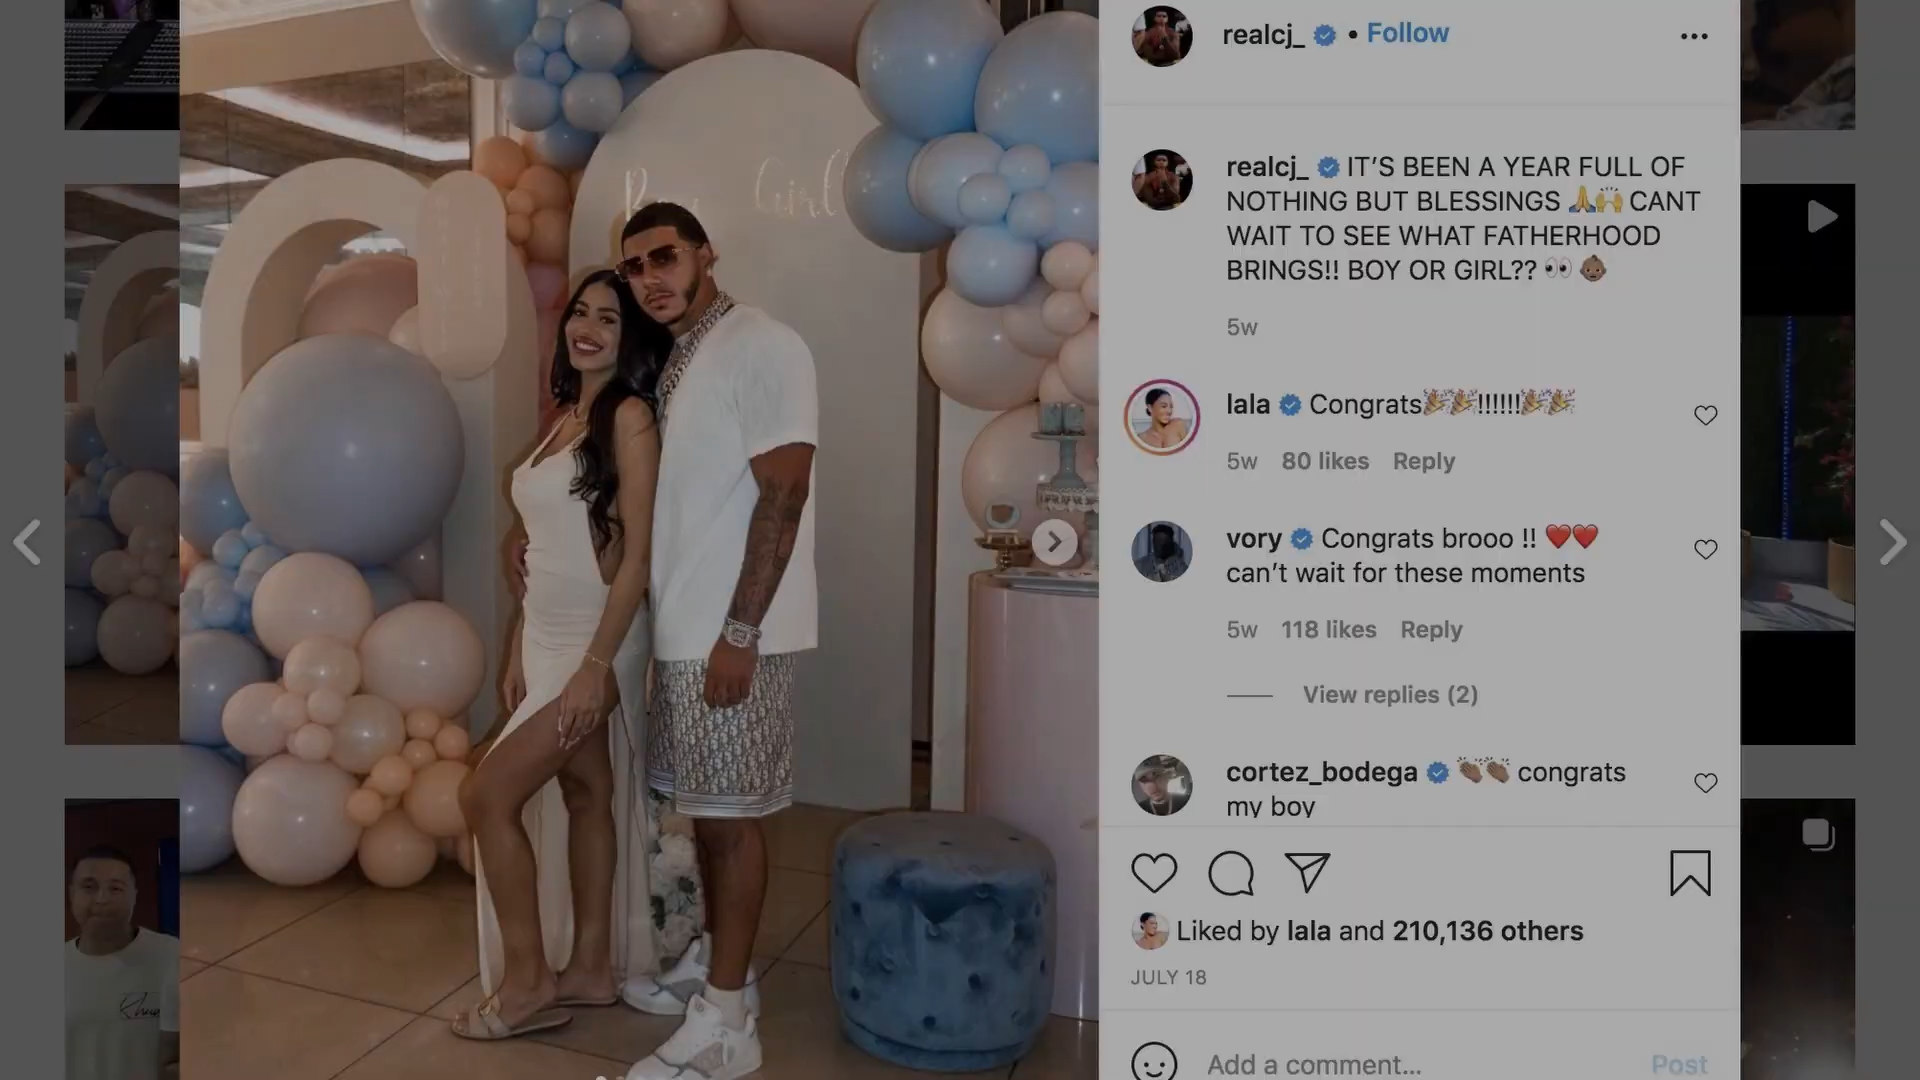 realcj_ • Follow
Boy Girl
realcj_ IT’S BEEN A YEAR FULL OF
NOTHING BUT BLESSINGS 🙏🙌 CANT
WAIT TO SEE WHAT FATHERHOOD
BRINGS!! BOY OR GIRL?? 👀 👶🏽
5w
lala Congrats🎉🎉!!!!!!🎉🎉
5w 80 likes Reply
vory Congrats brooo !! ❤️❤️
can’t wait for these moments
5w 118 likes Reply
View replies (2)
cortez_bodega 👏🏽👏🏽 congrats
my boy
Liked by lala and 210,136 others
JULY 18
Add a comment...
Post